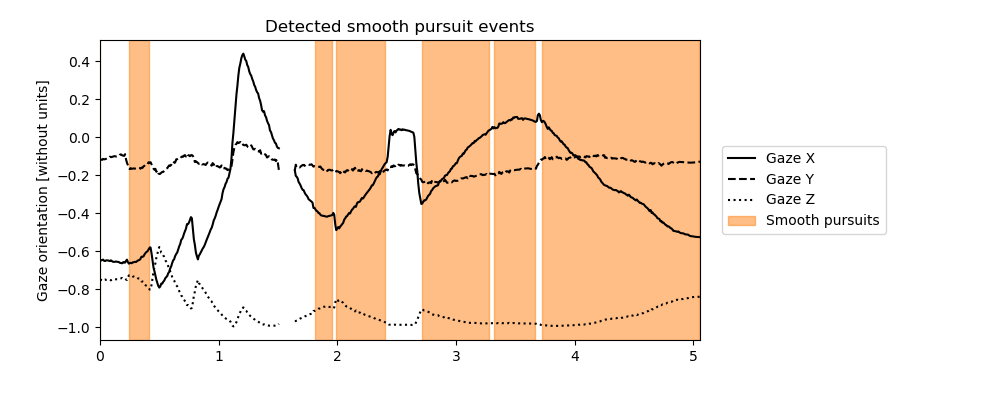 Detected smooth pursuit events
Gaze orientation [without units]
0.4
0.2
0.0
−0.2
−0.4
−0.6
−0.8
−1.0
0 1 2 3 4 5
Gaze X
Gaze Y
Gaze Z
Smooth pursuits